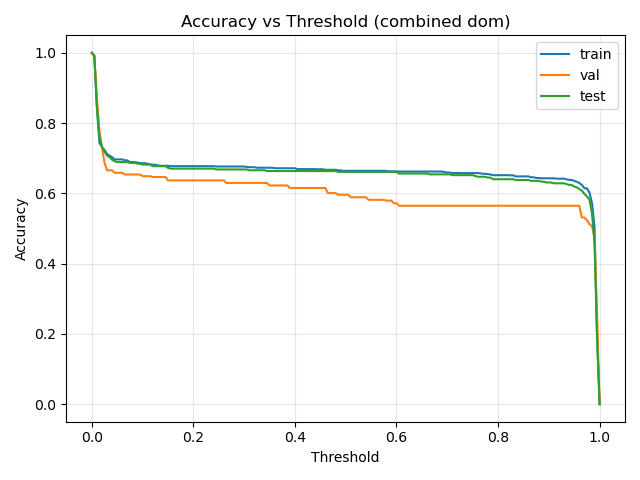 Accuracy vs Threshold (combined dom)
train
val
test
1.0
0.8
0.6
0.4
0.2
0.0
Accuracy
0.0 0.2 0.4 0.6 0.8 1.0
Threshold